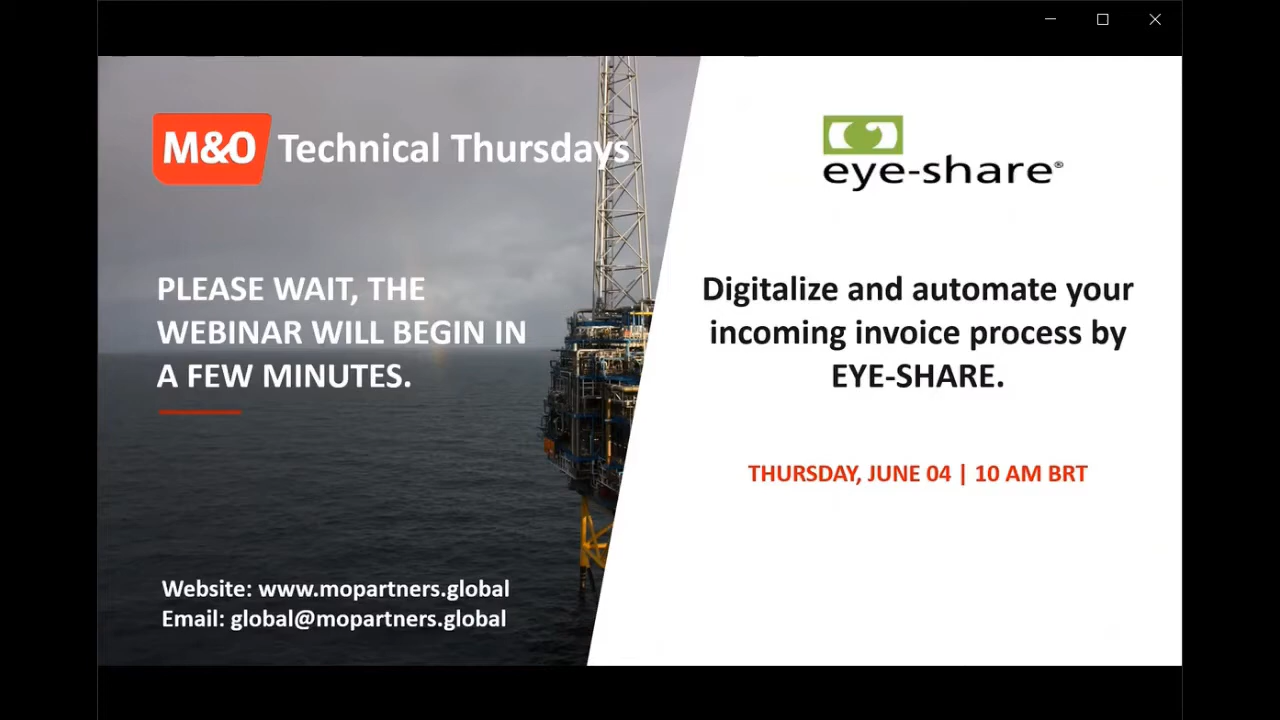 M&O Technical Thursdays
PLEASE WAIT, THE
WEBINAR WILL BEGIN IN
A FEW MINUTES.
Website: www.mopartners.global
Email: global@mopartners.global
eye-share®
Digitalize and automate your
incoming invoice process by
EYE-SHARE.
THURSDAY, JUNE 04 | 10 AM BRT